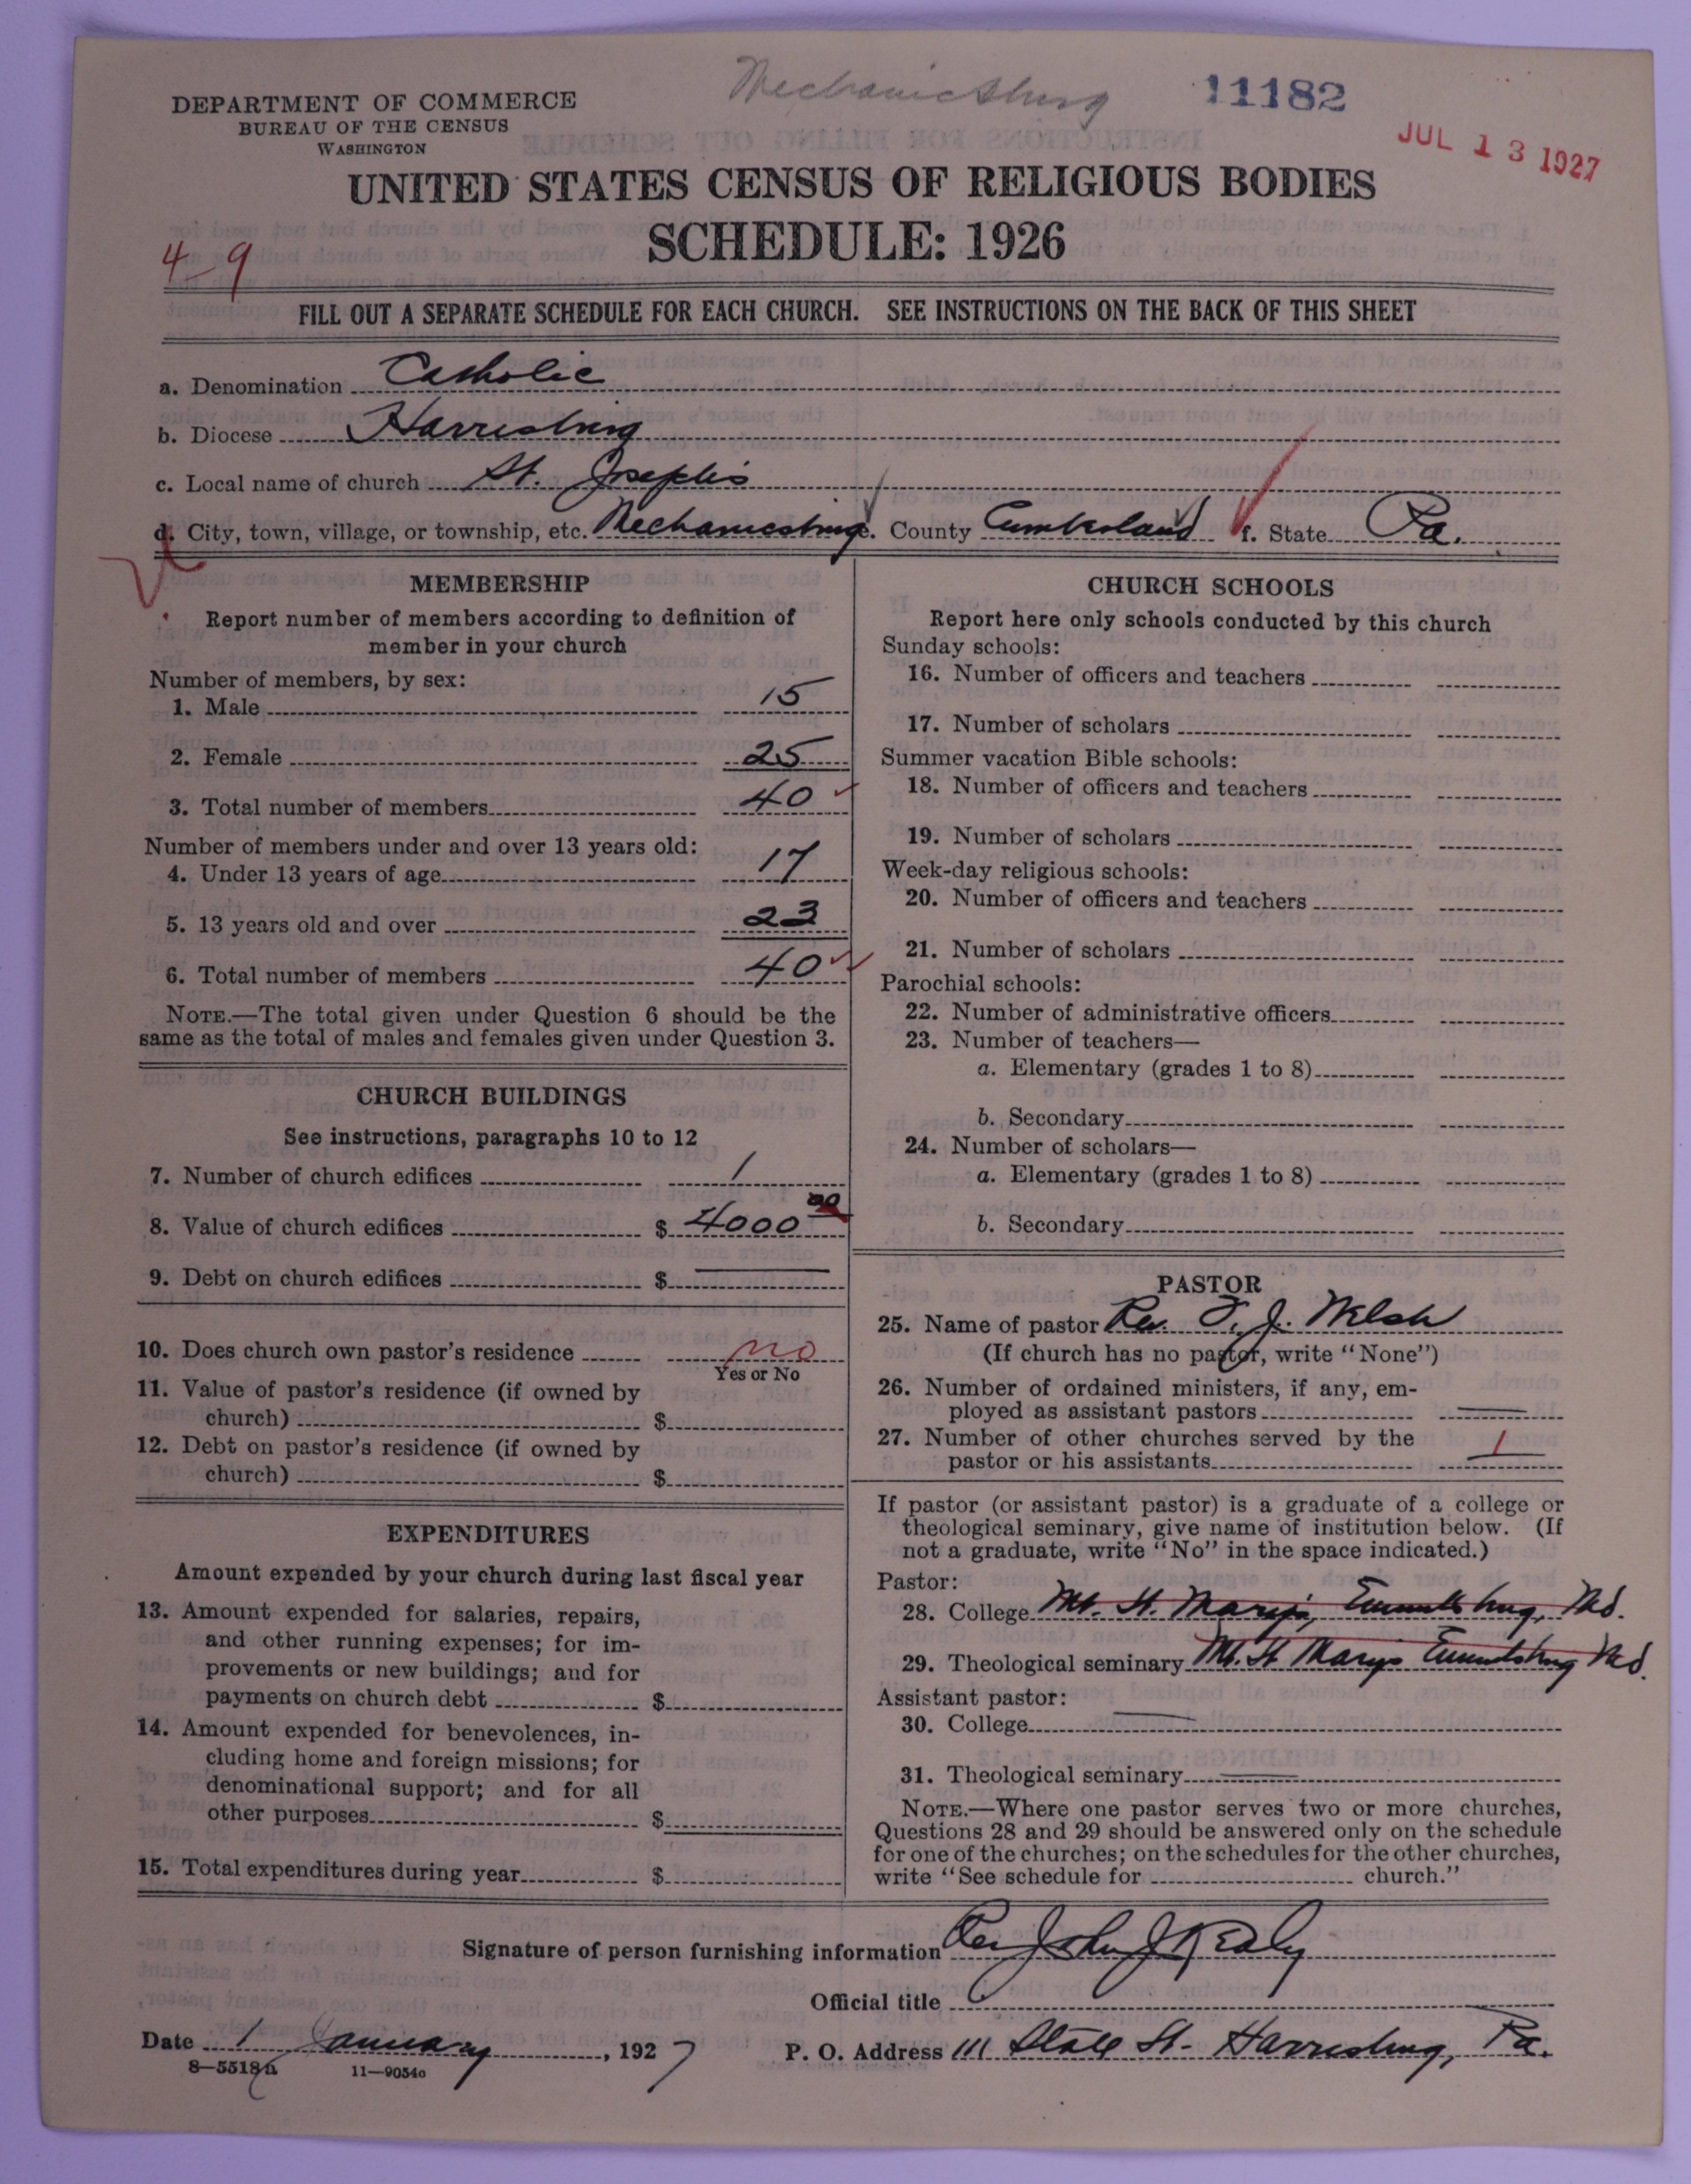 Mechanicsburg 11182
DEPARTMENT OF COMMERCE
BUREAU OF THE CENSUS
WASHINGTON
JUL 13 1927
UNITED STATES CENSUS OF RELIGIOUS BODIES
SCHEDULE: 1926
4-9
FILL OUT A SEPARATE SCHEDULE FOR EACH CHURCH. SEE INSTRUCTIONS ON THE BACK OF THIS SHEET
a. Denomination Catholic
b. Diocese Harrisburg
c. Local name of church St. Joseph's
d. City, town, village, or township, etc. Mechanicsburg e. County Cumberland f. State Pa.
MEMBERSHIP
Report number of members according to definition of
member in your church
Number of members, by sex:
1. Male 15
2. Female 25
3. Total number of members 40
Number of members under and over 13 years old:
4. Under 13 years of age 17
5. 13 years old and over 23
6. Total number of members 40
NOTE.—The total given under Question 6 should be the
same as the total of males and females given under Question 3.
CHURCH BUILDINGS
See instructions, paragraphs 10 to 12
7. Number of church edifices 1
8. Value of church edifices $ 4000 00
9. Debt on church edifices $
10. Does church own pastor's residence no
Yes or No
11. Value of pastor's residence (if owned by
church) $
12. Debt on pastor's residence (if owned by
church) $
EXPENDITURES
Amount expended by your church during last fiscal year
13. Amount expended for salaries, repairs,
and other running expenses; for im-
provements or new buildings; and for
payments on church debt $
14. Amount expended for benevolences, in-
cluding home and foreign missions; for
denominational support; and for all
other purposes $
15. Total expenditures during year $
CHURCH SCHOOLS
Report here only schools conducted by this church
Sunday schools:
16. Number of officers and teachers
17. Number of scholars
Summer vacation Bible schools:
18. Number of officers and teachers
19. Number of scholars
Week-day religious schools:
20. Number of officers and teachers
21. Number of scholars
Parochial schools:
22. Number of administrative officers
23. Number of teachers—
a. Elementary (grades 1 to 8)
b. Secondary
24. Number of scholars—
a. Elementary (grades 1 to 8)
b. Secondary
PASTOR
25. Name of pastor Rev. T. J. Welsh
(If church has no pastor, write "None")
26. Number of ordained ministers, if any, em-
ployed as assistant pastors
27. Number of other churches served by the
pastor or his assistants 1
If pastor (or assistant pastor) is a graduate of a college or
theological seminary, give name of institution below. (If
not a graduate, write "No" in the space indicated.)
Pastor:
28. College Mt. St. Mary's, Emmitsburg, Md.
29. Theological seminary Mt. St Marys Emmitsburg Md.
Assistant pastor:
30. College
31. Theological seminary
NOTE.—Where one pastor serves two or more churches,
Questions 28 and 29 should be answered only on the schedule
for one of the churches; on the schedules for the other churches,
write "See schedule for church."
Signature of person furnishing information Rev John J Kealy
Official title
Date 1 January, 1927 P. O. Address 111 State St. Harrisburg, Pa.
8—5518a 11—9054o